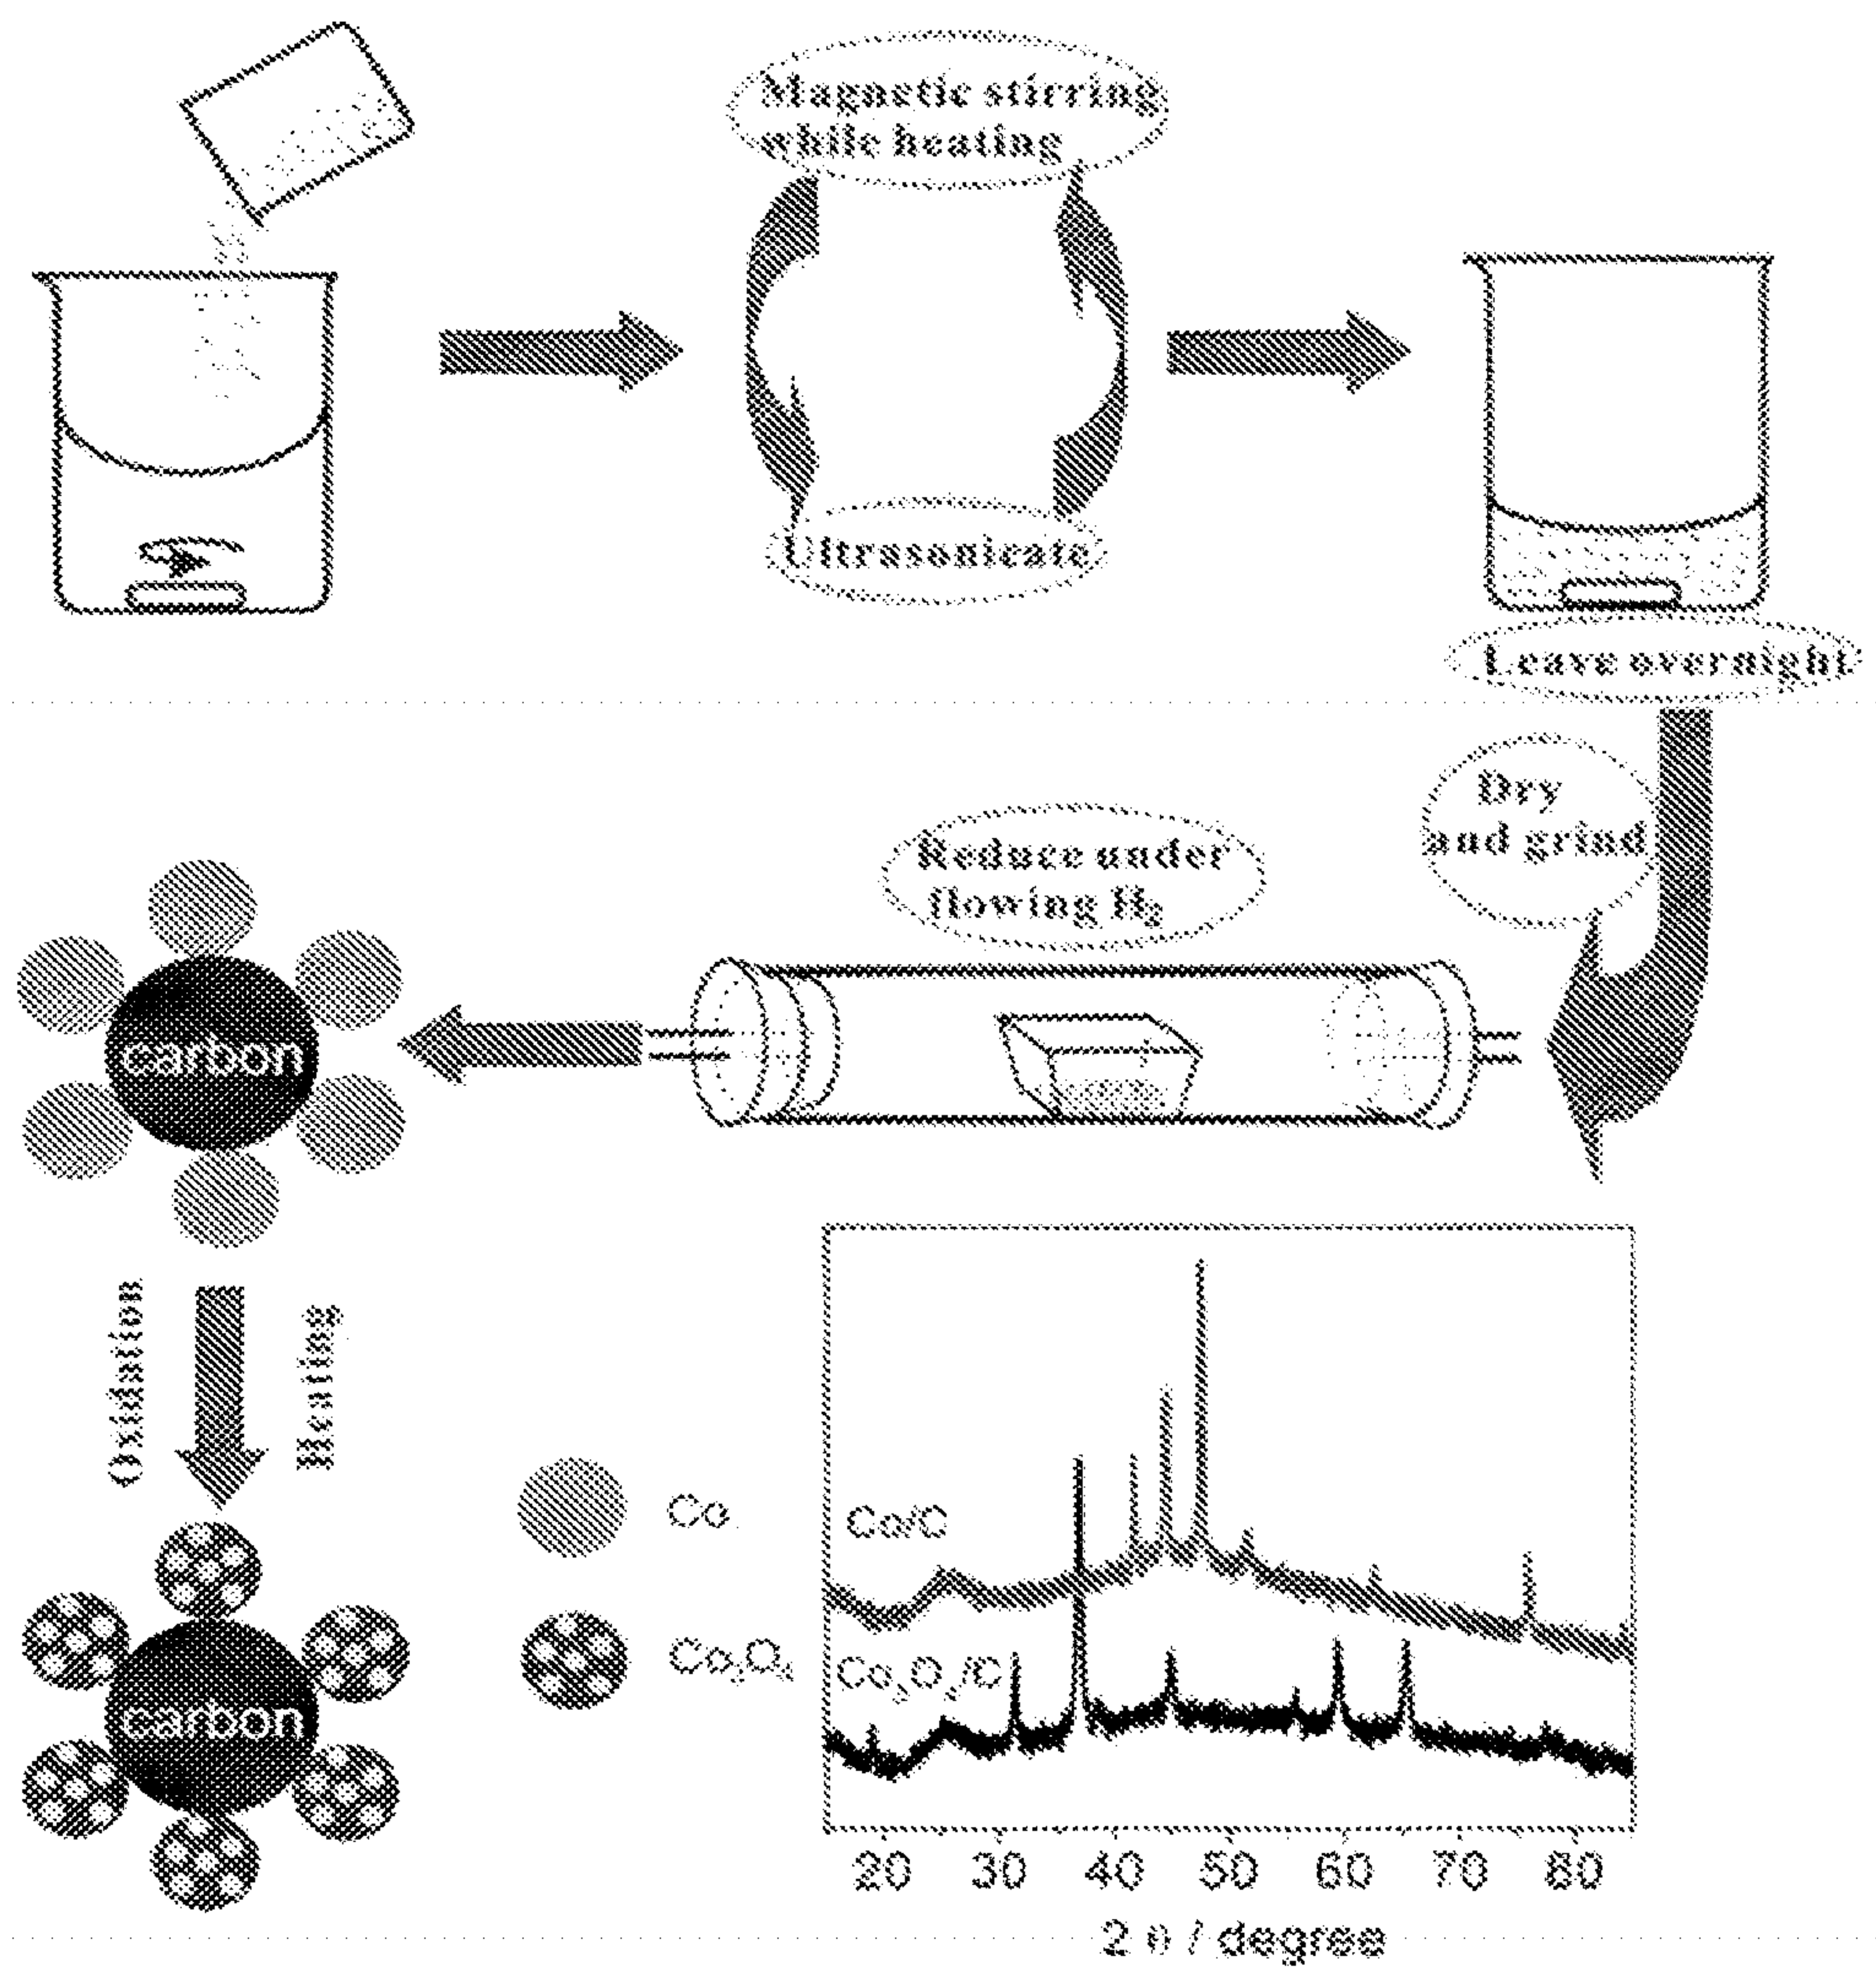 Magnetic stirring
while heating
Ultrasonicate
Leave overnight
Dry
and grind
Reduce under
flowing H₂
carbon
Oxidation
Heating
Co
Co₃O₄
carbon
Co/C
Co₃O₄/C
20 30 40 50 60 70 80
2 θ / degree